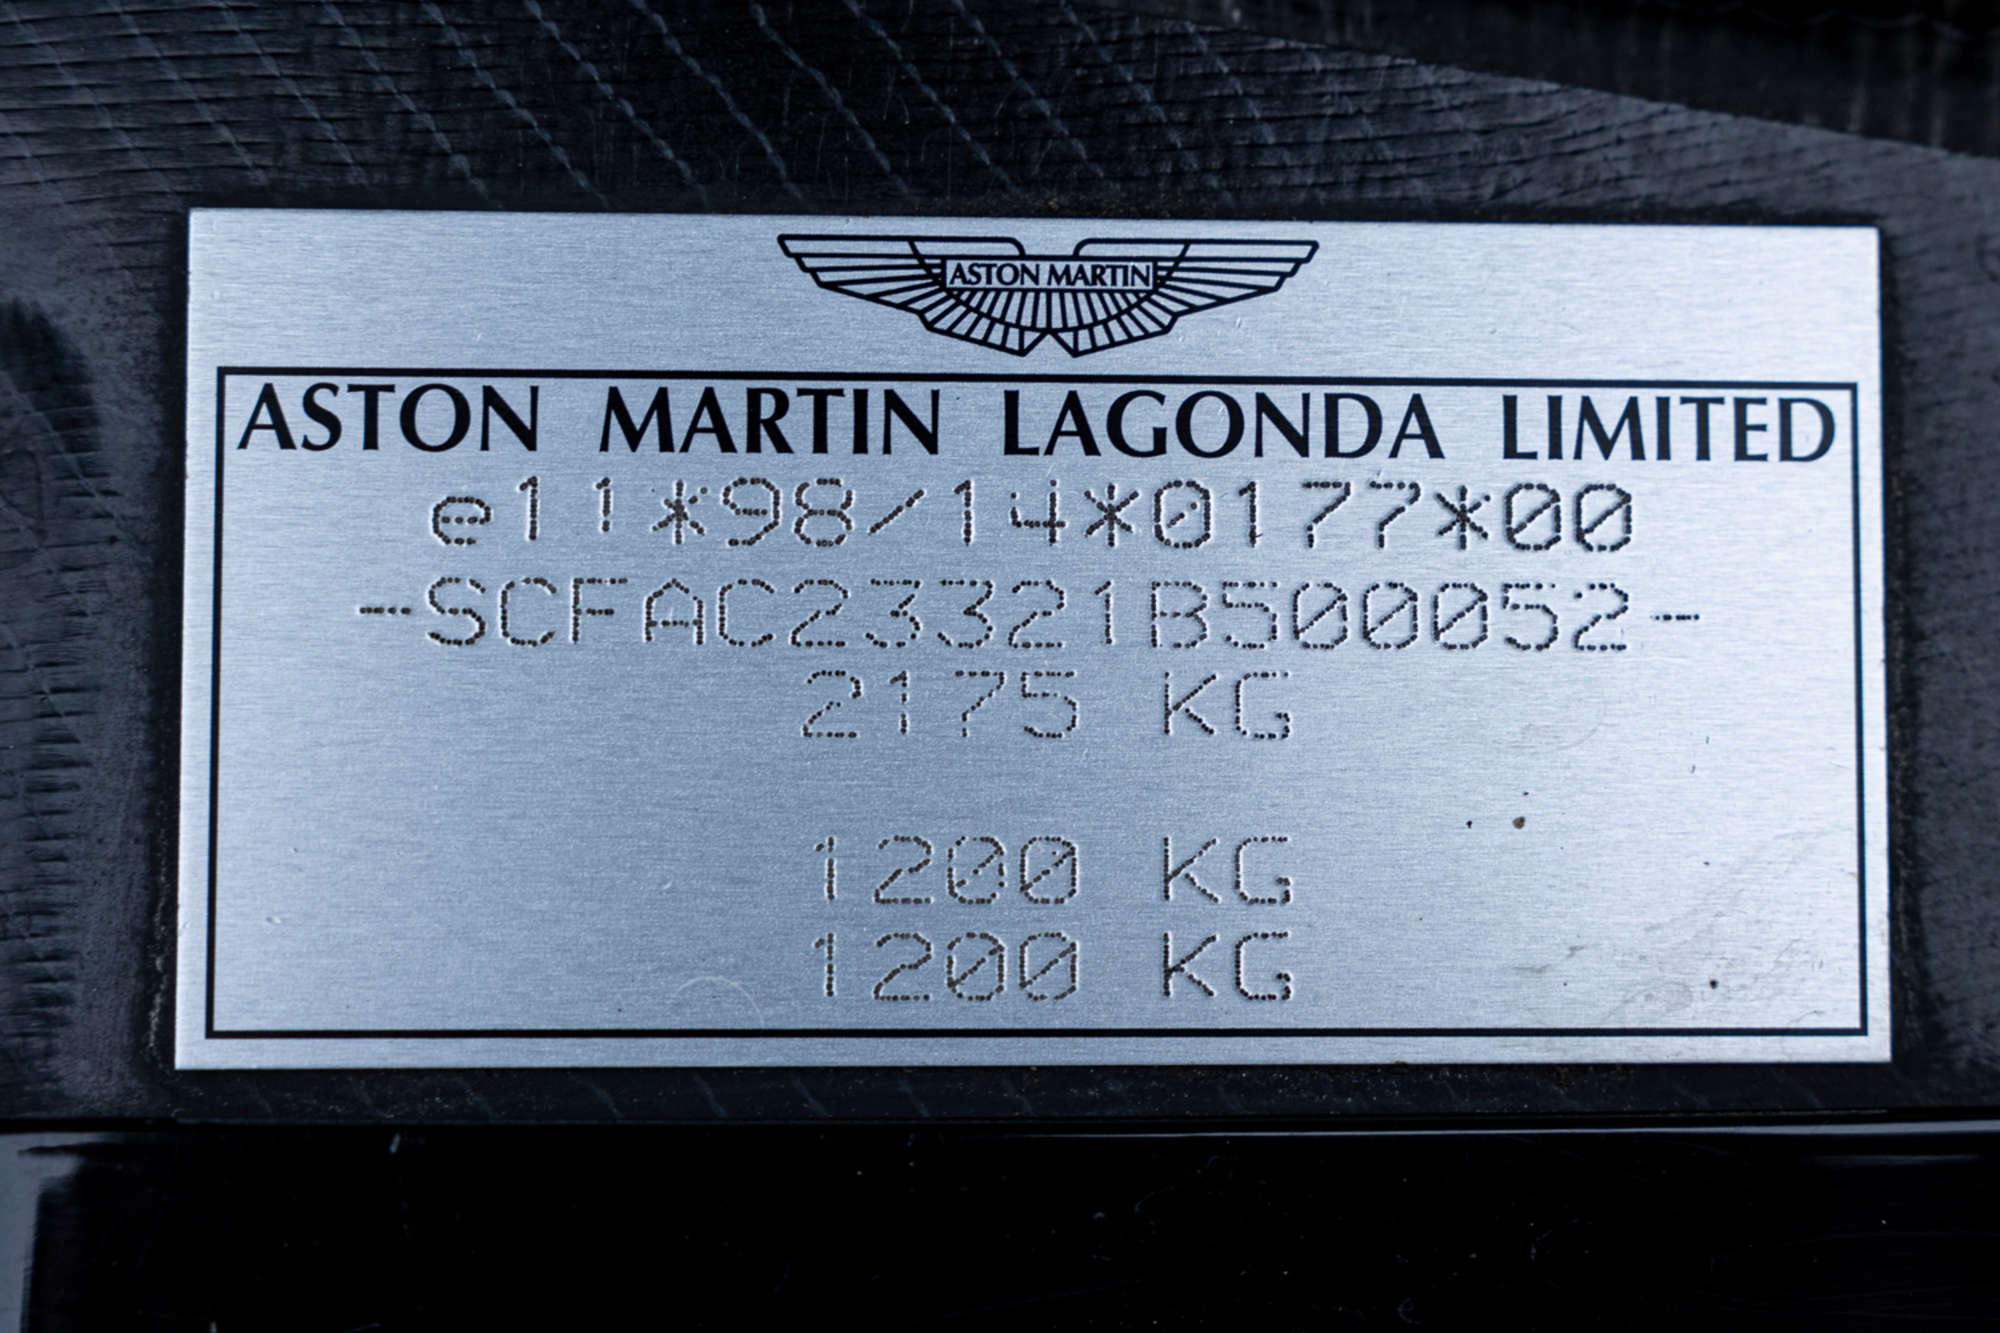 ASTON MARTIN
ASTON MARTIN LAGONDA LIMITED
e11*98/14*0177*00
-SCFAC23321B500052-
2175 KG
1200 KG
1200 KG